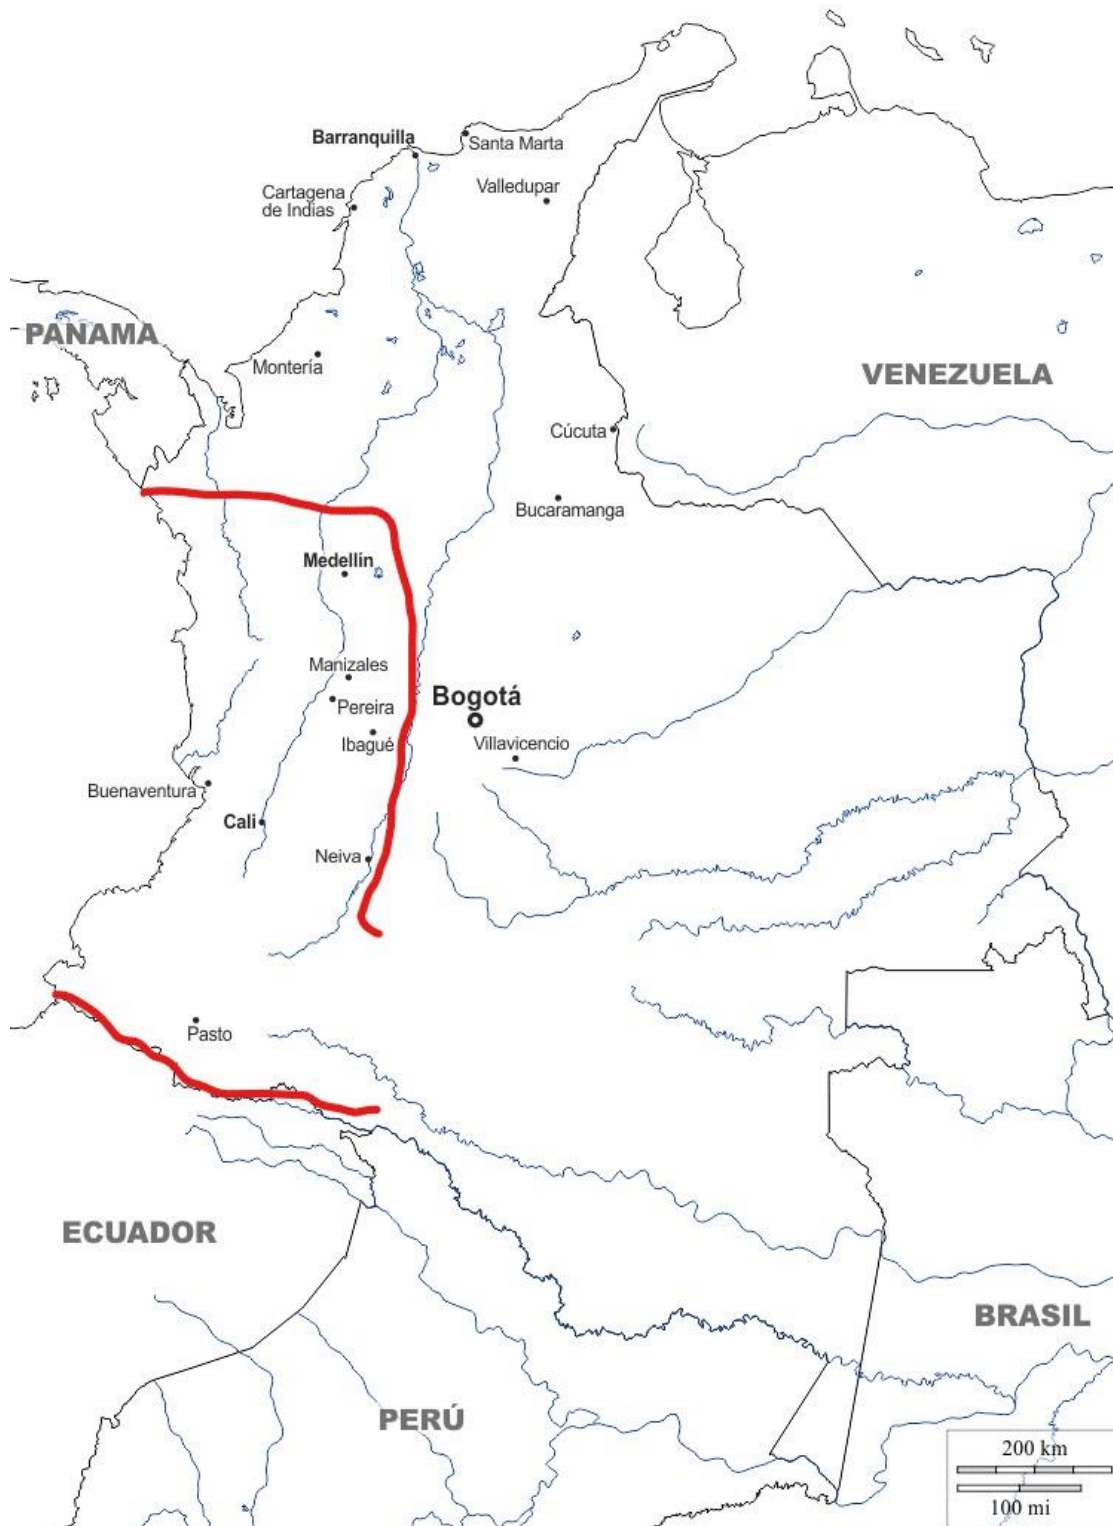 Barranquilla
Santa Marta
Cartagena
de Indias
Valledupar
PANAMA
Montería
VENEZUELA
Cúcuta
Bucaramanga
Medellín
Manizales
Bogotá
Pereira
Ibagué
Villavicencio
Buenaventura
Cali
Neiva
Pasto
ECUADOR
BRASIL
PERÚ
200 km
100 mi